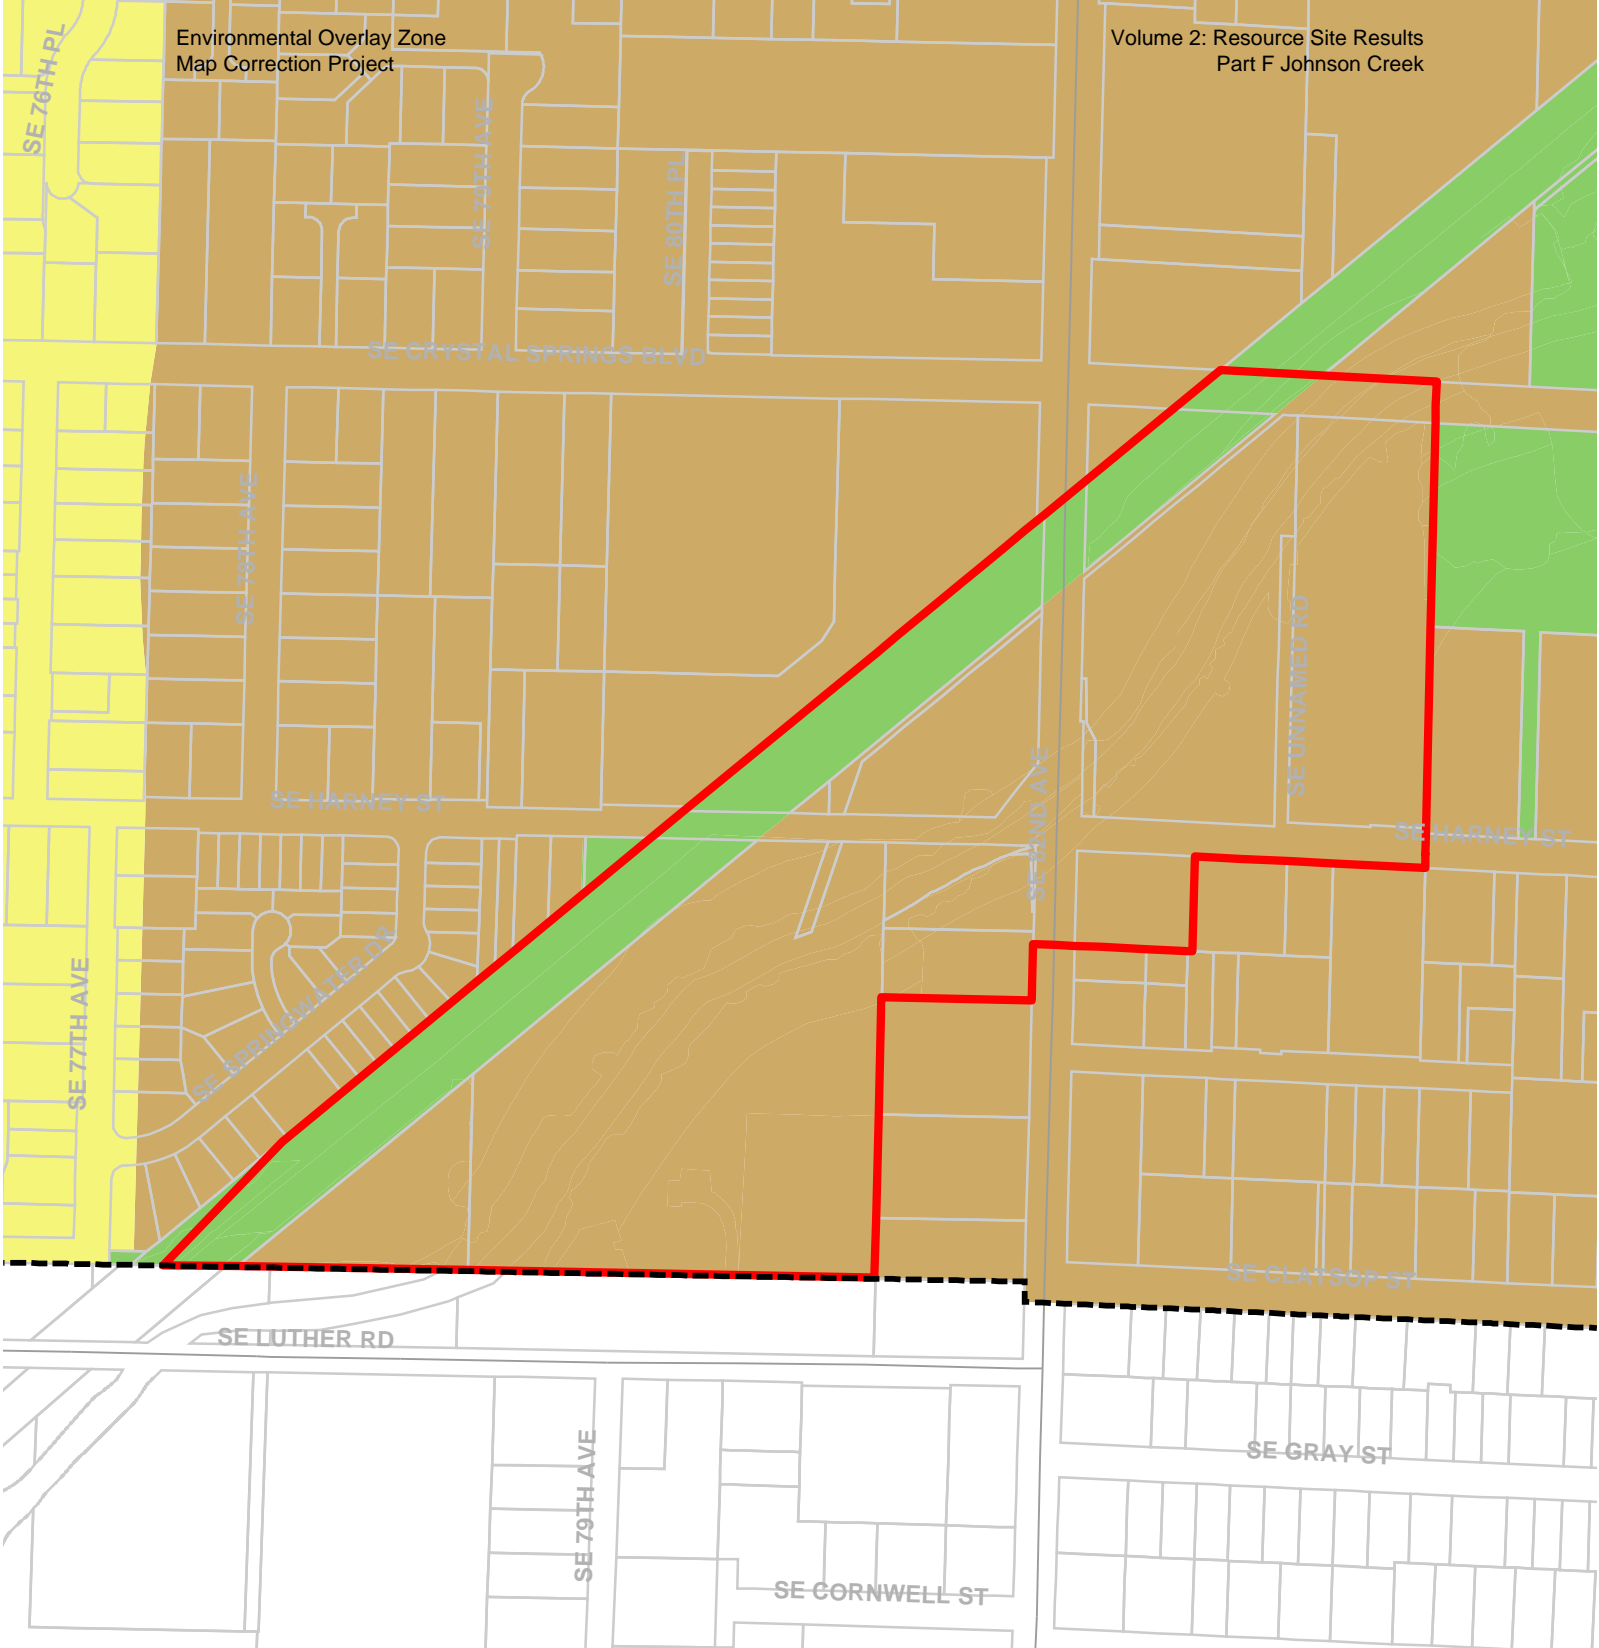 Environmental Overlay Zone
Map Correction Project
Volume 2: Resource Site Results
Part F Johnson Creek
SE 76TH PL
SE 79TH AVE
SE 80TH PL
SE CRYSTAL SPRINGS BLVD
SE 78TH AVE
SE UNNAMED RD
SE HARNEY ST
SE 82ND AVE
SE HARNEY ST
SE SPRINGWATER DR
SE 77TH AVE
SE CLATSOP ST
SE LUTHER RD
SE GRAY ST
SE 79TH AVE
SE CORNWELL ST